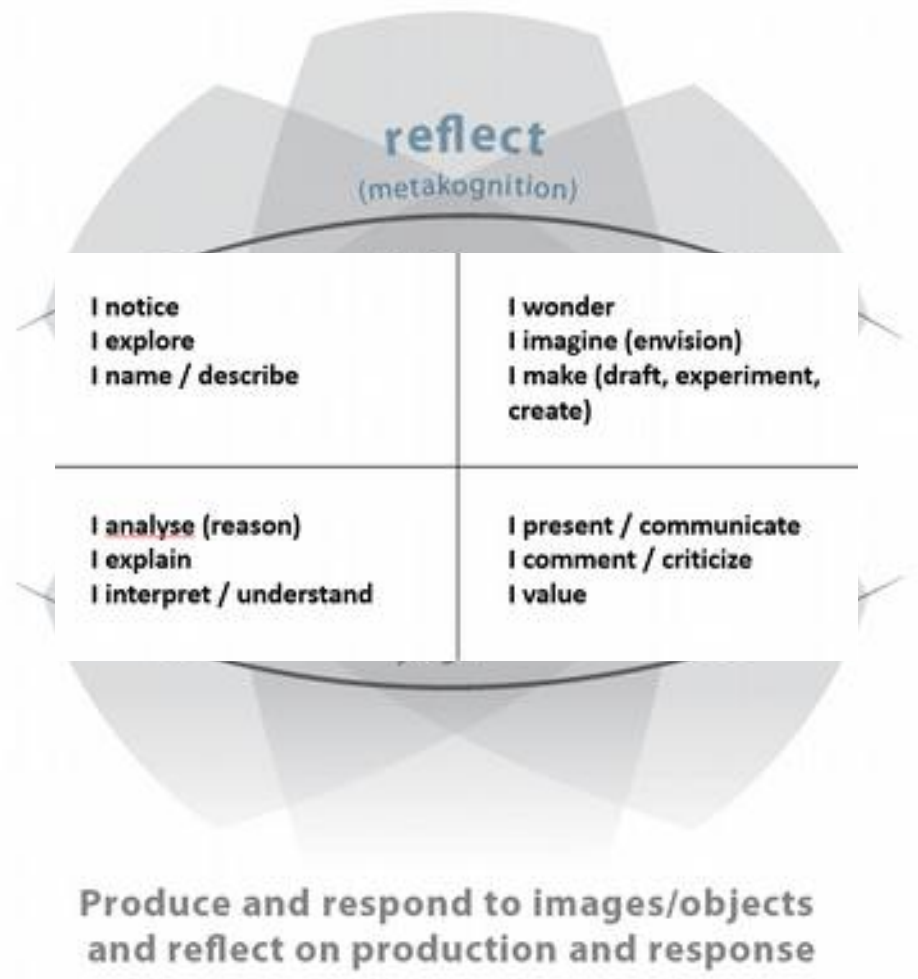 reflect
(metakognition)
I notice
I explore
I name / describe
I wonder
I imagine (envision)
I make (draft, experiment,
create)
I analyse (reason)
I explain
I interpret / understand
I present / communicate
I comment / criticize
I value
Produce and respond to images/objects
and reflect on production and response